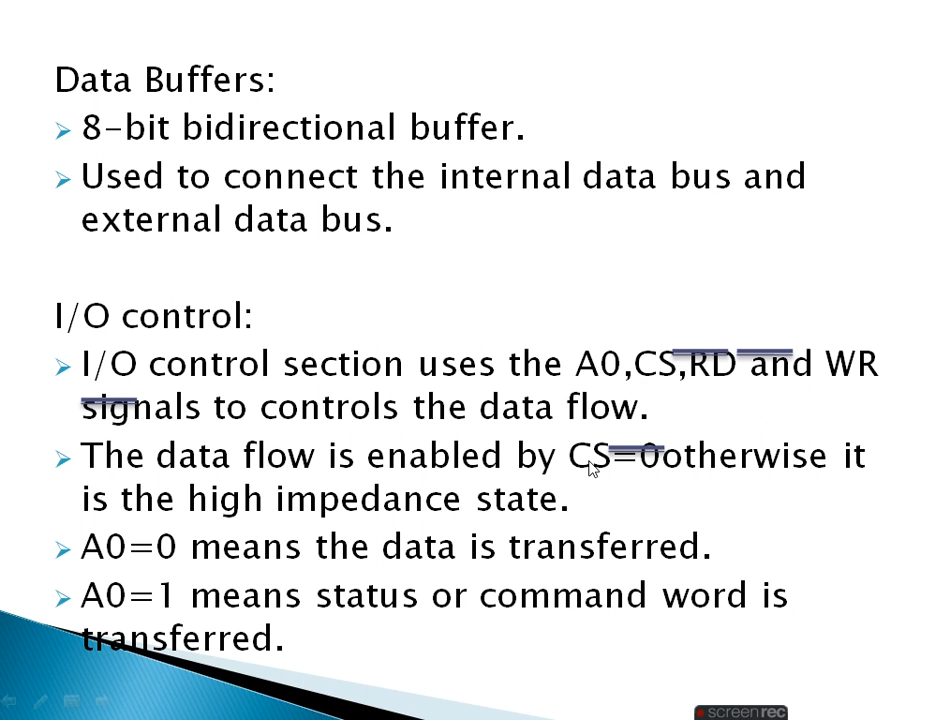 Data Buffers:
8-bit bidirectional buffer.
Used to connect the internal data bus and
external data bus.
I/O control:
I/O control section uses the A0,CS,RD and WR
signals to controls the data flow.
The data flow is enabled by CS=0otherwise it
is the high impedance state.
A0=0 means the data is transferred.
A0=1 means status or command word is
transferred.
screenrec